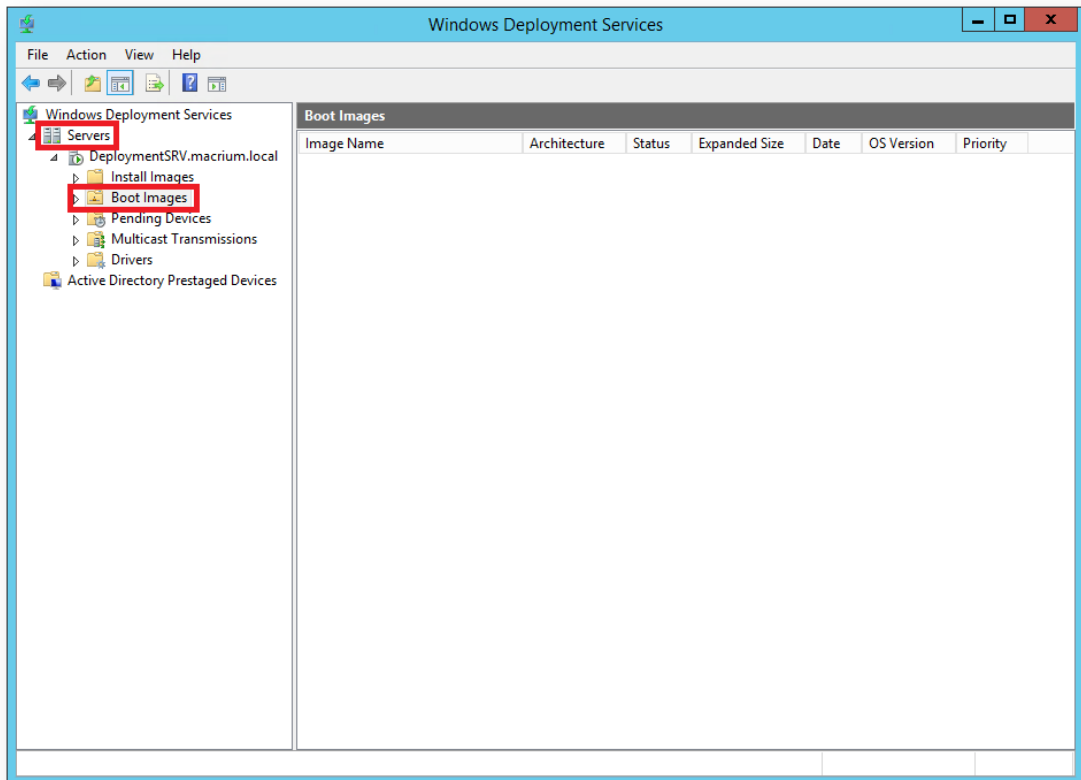 Windows Deployment Services
File Action View Help
Windows Deployment Services
Servers
DeploymentSRV.macrium.local
Install Images
Boot Images
Pending Devices
Multicast Transmissions
Drivers
Active Directory Prestaged Devices
Boot Images
Image Name Architecture Status Expanded Size Date OS Version Priority